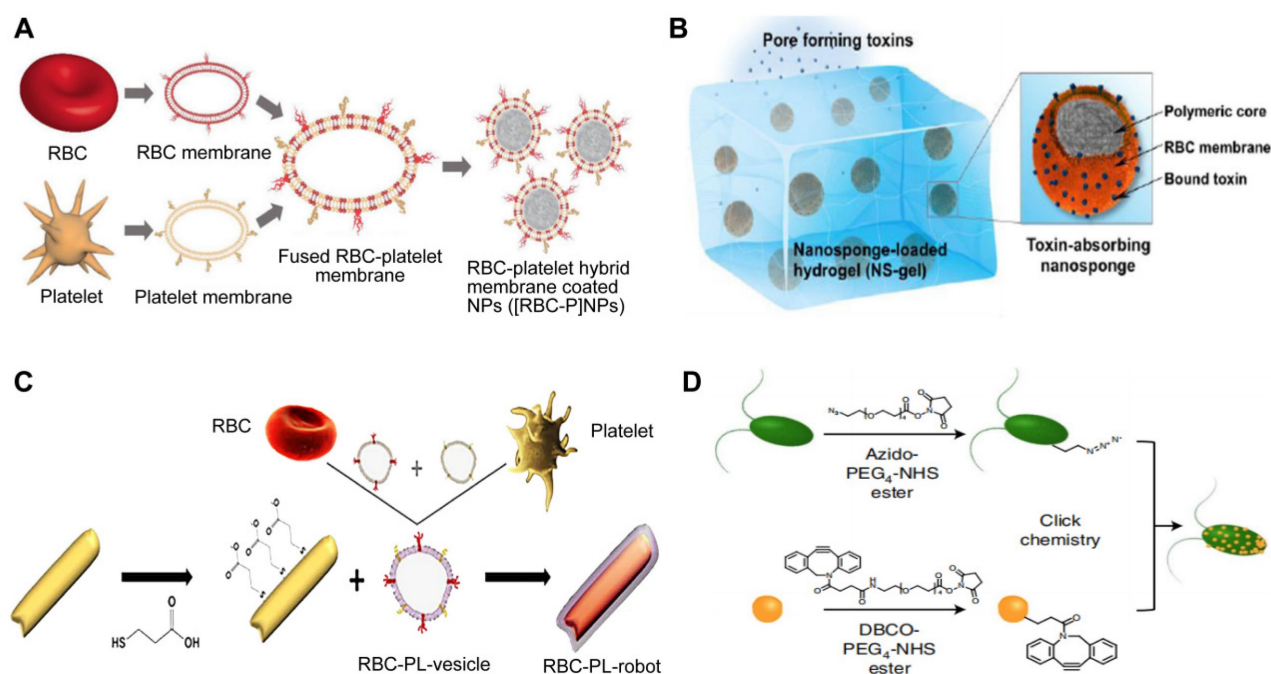 A
RBC
RBC membrane
Platelet
Platelet membrane
Fused RBC-platelet
membrane
RBC-platelet hybrid
membrane coated
NPs ([RBC-P]NPs)
B
Pore forming toxins
Nanosponge-loaded
hydrogel (NS-gel)
Polymeric core
RBC membrane
Bound toxin
Toxin-absorbing
nanosponge
C
RBC
Platelet
+
+
HS
O
OH
RBC-PL-vesicle
RBC-PL-robot
D
Azido-
PEG₄-NHS
ester
DBCO-
PEG₄-NHS
ester
Click
chemistry